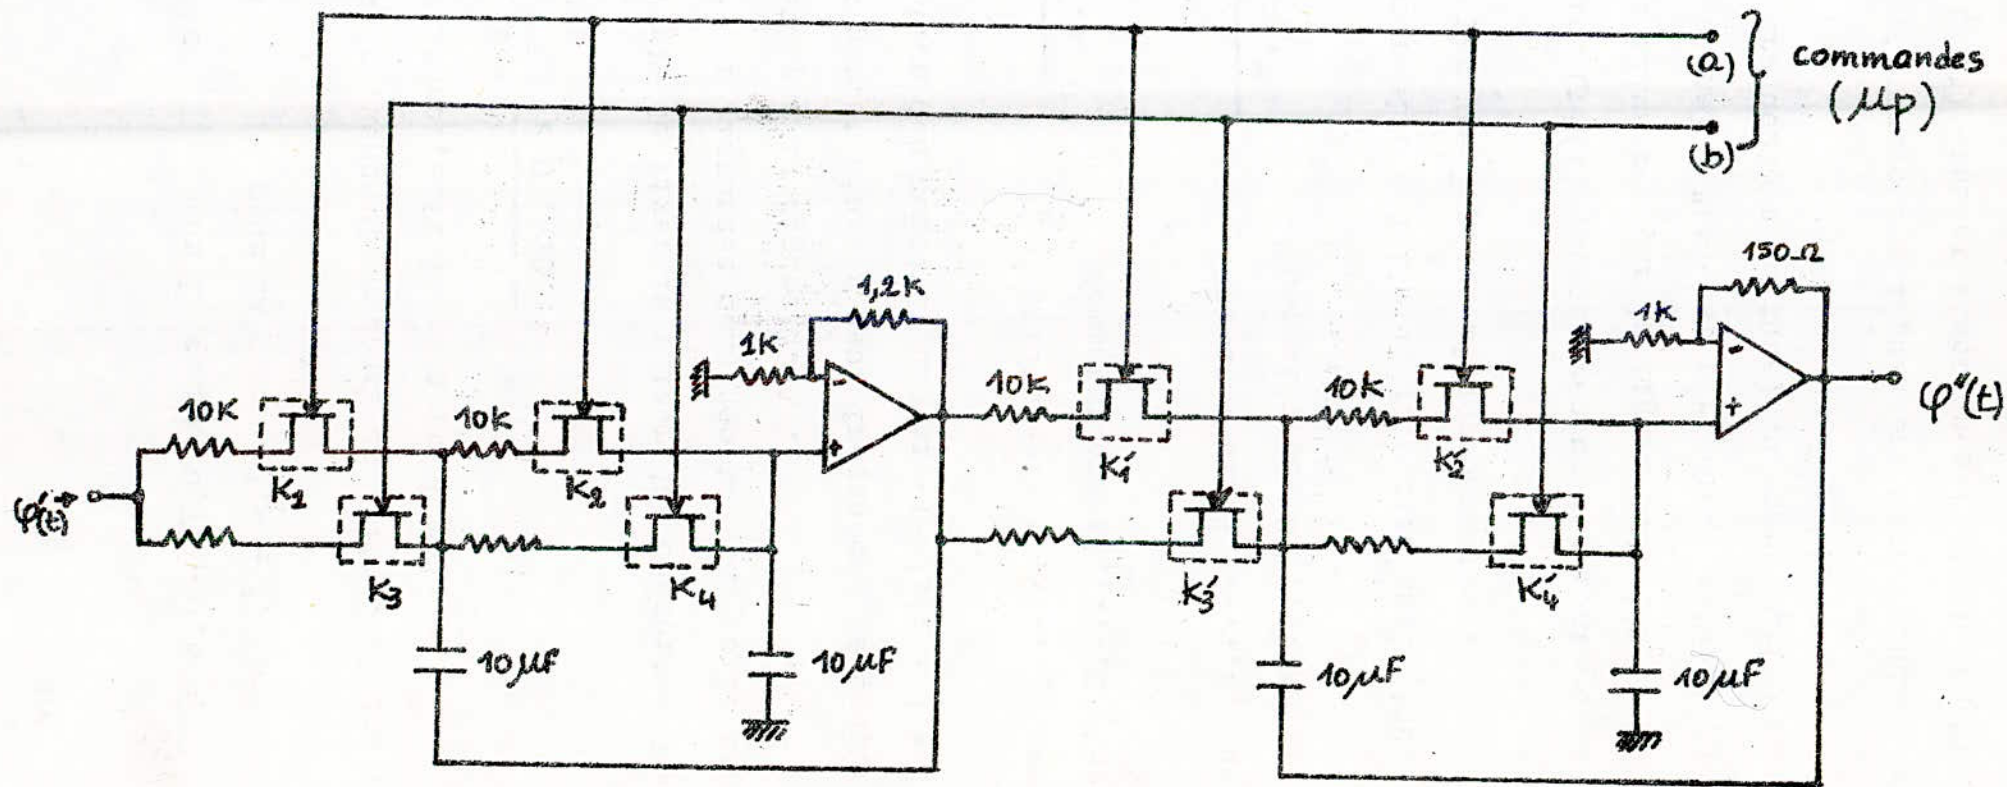 (a)
commandes
(µp)
(b)
150Ω
1,2K
1K
1K
10K
10K
10K
10K
φ"(t)
K1
K2
K'1
K'2
φ'(t)
K3
K4
K'3
K'4
10µF
10µF
10µF
10µF